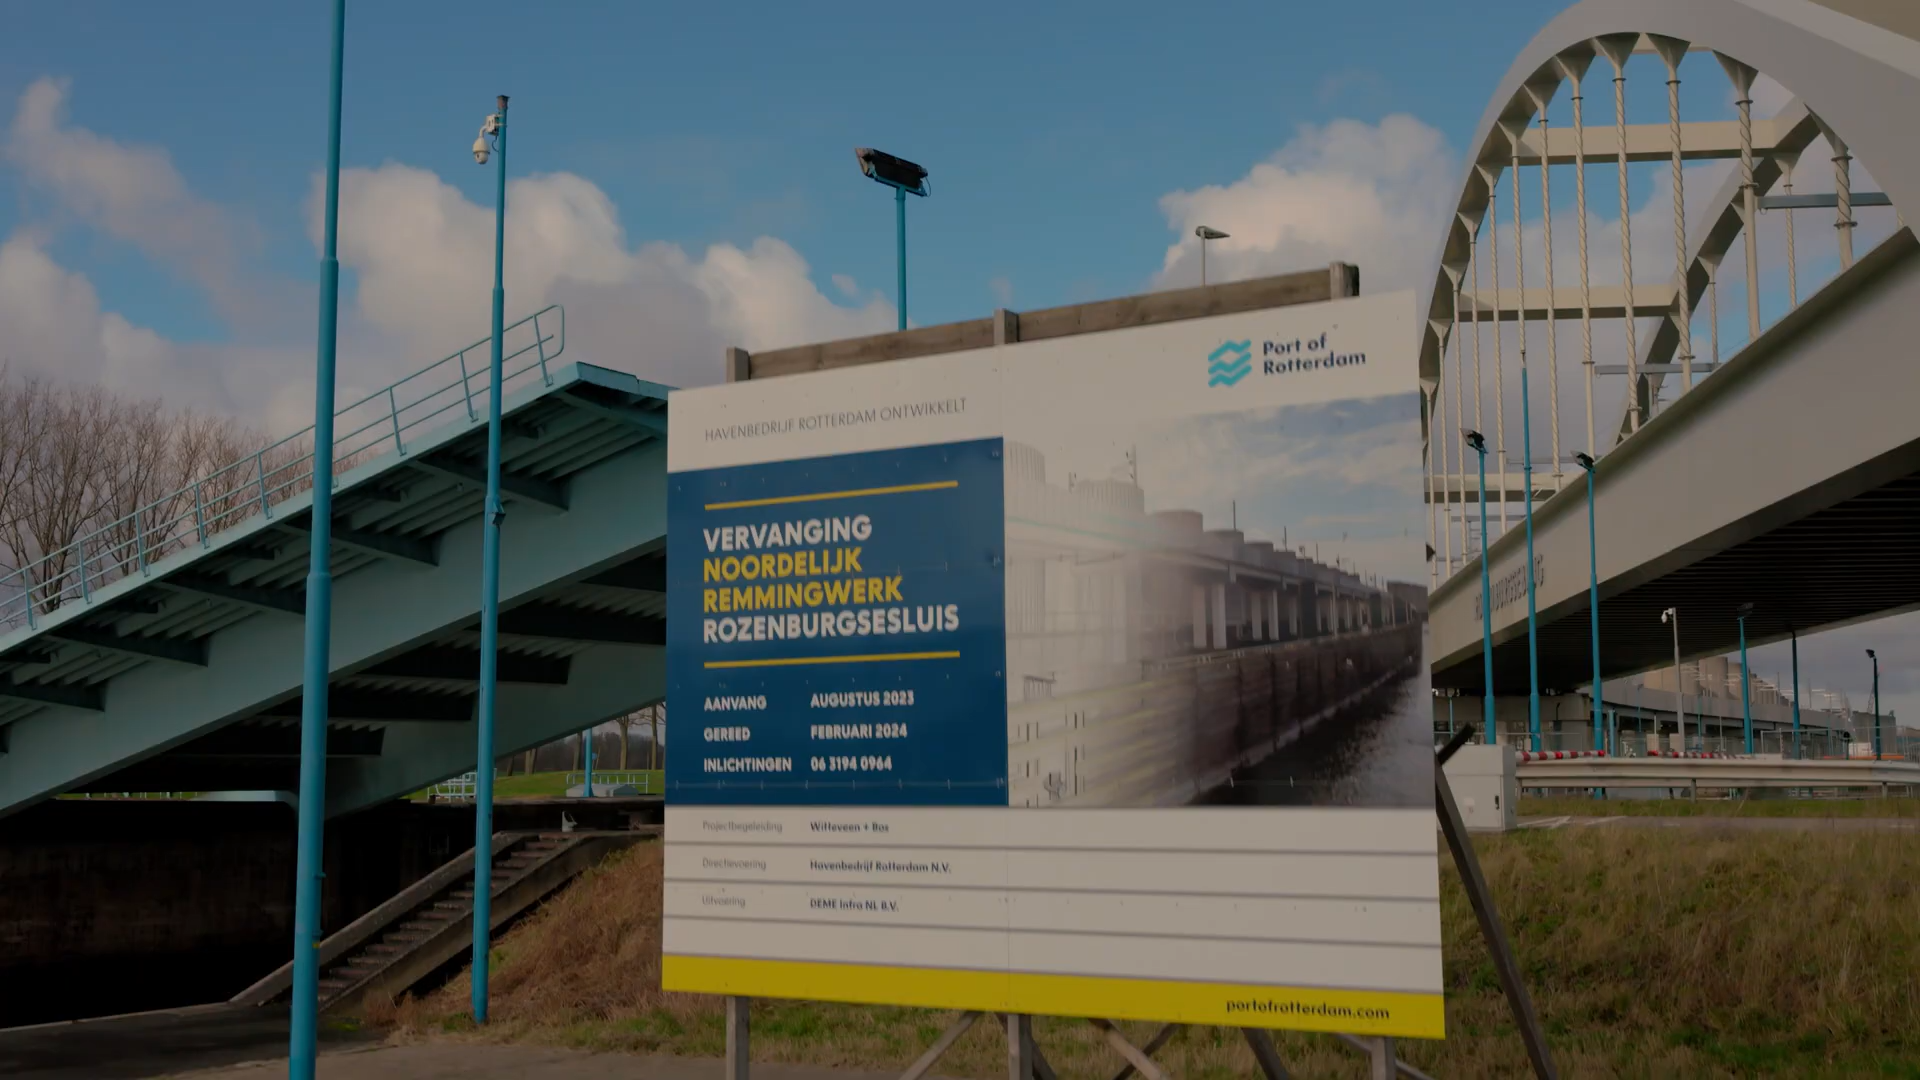 Port of
Rotterdam
HAVENBEDRIJF ROTTERDAM ONTWIKKELT
VERVANGING
NOORDELIJK
REMMINGWERK
ROZENBURGSESLUIS
AANVANG AUGUSTUS 2023
GEREED FEBRUARI 2024
INLICHTINGEN 06 3194 0964
Projectbegeleiding Witteveen + Bos
Directievoering Havenbedrijf Rotterdam N.V.
Uitvoering DEME Infra NL B.V.
portofrotterdam.com